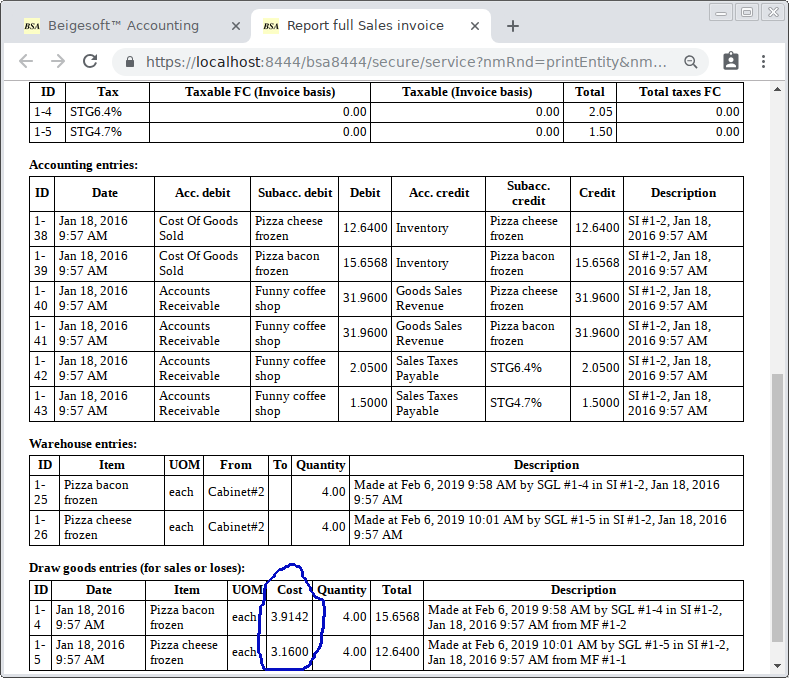 BSA Beigesoft™ Accounting
BSA Report full Sales invoice
https://localhost:8444/bsa8444/secure/service?nmRnd=printEntity&nm...
ID Tax Taxable FC (Invoice basis) Taxable (Invoice basis) Total Total taxes FC
1-4 STG6.4% 0.00 0.00 2.05 0.00
1-5 STG4.7% 0.00 0.00 1.50 0.00
Accounting entries:
ID Date Acc. debit Subacc. debit Debit Acc. credit Subacc. credit Credit Description
1-38 Jan 18, 2016 9:57 AM Cost Of Goods Sold Pizza cheese frozen 12.6400 Inventory Pizza cheese frozen 12.6400 SI #1-2, Jan 18, 2016 9:57 AM
1-39 Jan 18, 2016 9:57 AM Cost Of Goods Sold Pizza bacon frozen 15.6568 Inventory Pizza bacon frozen 15.6568 SI #1-2, Jan 18, 2016 9:57 AM
1-40 Jan 18, 2016 9:57 AM Accounts Receivable Funny coffee shop 31.9600 Goods Sales Revenue Pizza cheese frozen 31.9600 SI #1-2, Jan 18, 2016 9:57 AM
1-41 Jan 18, 2016 9:57 AM Accounts Receivable Funny coffee shop 31.9600 Goods Sales Revenue Pizza bacon frozen 31.9600 SI #1-2, Jan 18, 2016 9:57 AM
1-42 Jan 18, 2016 9:57 AM Accounts Receivable Funny coffee shop 2.0500 Sales Taxes Payable STG6.4% 2.0500 SI #1-2, Jan 18, 2016 9:57 AM
1-43 Jan 18, 2016 9:57 AM Accounts Receivable Funny coffee shop 1.5000 Sales Taxes Payable STG4.7% 1.5000 SI #1-2, Jan 18, 2016 9:57 AM
Warehouse entries:
ID Item UOM From To Quantity Description
1-25 Pizza bacon frozen each Cabinet#2 4.00 Made at Feb 6, 2019 9:58 AM by SGL #1-4 in SI #1-2, Jan 18, 2016 9:57 AM
1-26 Pizza cheese frozen each Cabinet#2 4.00 Made at Feb 6, 2019 10:01 AM by SGL #1-5 in SI #1-2, Jan 18, 2016 9:57 AM
Draw goods entries (for sales or loses):
ID Date Item UOM Cost Quantity Total Description
1-4 Jan 18, 2016 9:57 AM Pizza bacon frozen each 3.9142 4.00 15.6568 Made at Feb 6, 2019 9:58 AM by SGL #1-4 in SI #1-2, Jan 18, 2016 9:57 AM from MF #1-2
1-5 Jan 18, 2016 9:57 AM Pizza cheese frozen each 3.1600 4.00 12.6400 Made at Feb 6, 2019 10:01 AM by SGL #1-5 in SI #1-2, Jan 18, 2016 9:57 AM from MF #1-1